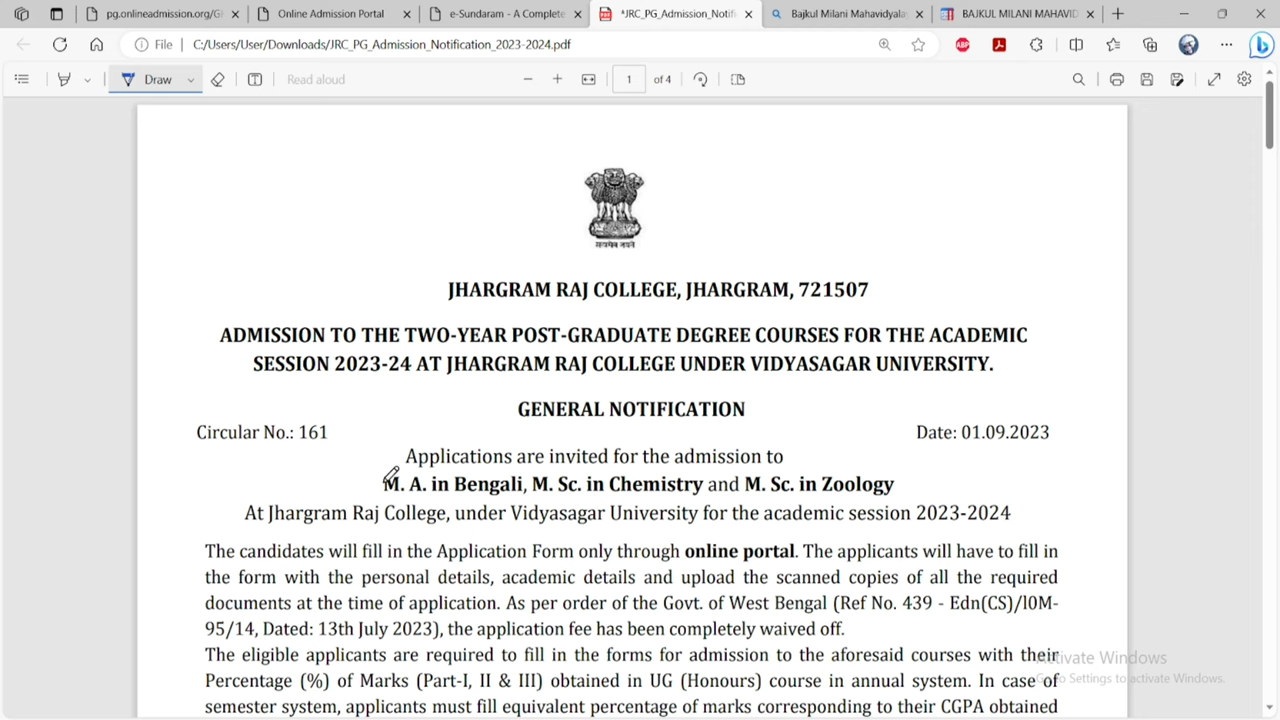 pg.onlineadmission.org/G
Online Admission Portal
e-Sundaram - A Complete
*JRC_PG_Admission_Notifi
Bajkul Milani Mahavidyala
BAJKUL MILANI MAHAVID
File
C:/Users/User/Downloads/JRC_PG_Admission_Notification_2023-2024.pdf
ABP
Draw
Read aloud
1 of 4
सत्यमेव जयते
JHARGRAM RAJ COLLEGE, JHARGRAM, 721507
ADMISSION TO THE TWO-YEAR POST-GRADUATE DEGREE COURSES FOR THE ACADEMIC
SESSION 2023-24 AT JHARGRAM RAJ COLLEGE UNDER VIDYASAGAR UNIVERSITY.
GENERAL NOTIFICATION
Circular No.: 161 Date: 01.09.2023
Applications are invited for the admission to
M. A. in Bengali, M. Sc. in Chemistry and M. Sc. in Zoology
At Jhargram Raj College, under Vidyasagar University for the academic session 2023-2024
The candidates will fill in the Application Form only through online portal. The applicants will have to fill in
the form with the personal details, academic details and upload the scanned copies of all the required
documents at the time of application. As per order of the Govt. of West Bengal (Ref No. 439 - Edn(CS)/l0M-
95/14, Dated: 13th July 2023), the application fee has been completely waived off.
The eligible applicants are required to fill in the forms for admission to the aforesaid courses with their
Percentage (%) of Marks (Part-I, II & III) obtained in UG (Honours) course in annual system. In case of
semester system, applicants must fill equivalent percentage of marks corresponding to their CGPA obtained
Activate Windows
Go to Settings to activate Windows.